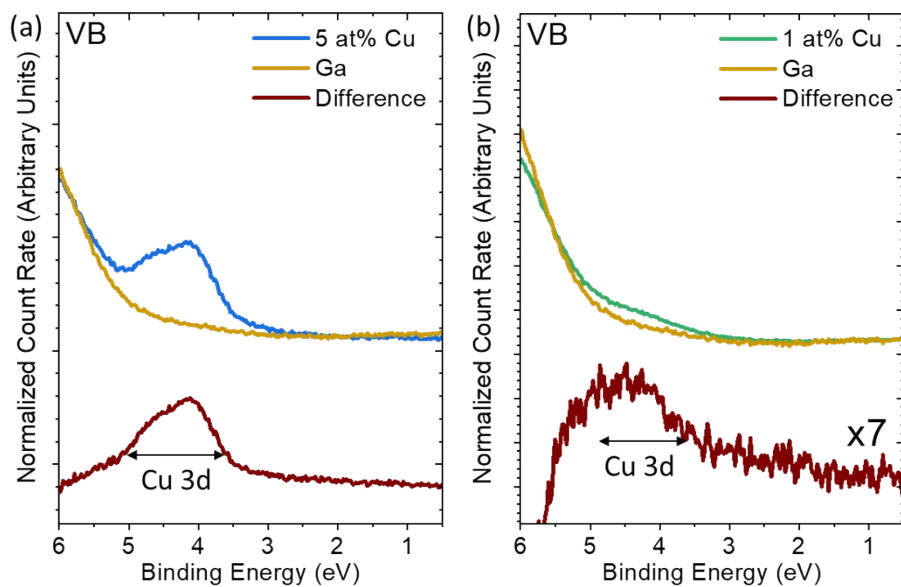 (a) VB
5 at% Cu
Ga
Difference
Normalized Count Rate (Arbitrary Units)
Cu 3d
6 5 4 3 2 1
Binding Energy (eV)
(b) VB
1 at% Cu
Ga
Difference
Normalized Count Rate (Arbitrary Units)
x7
Cu 3d
6 5 4 3 2 1
Binding Energy (eV)